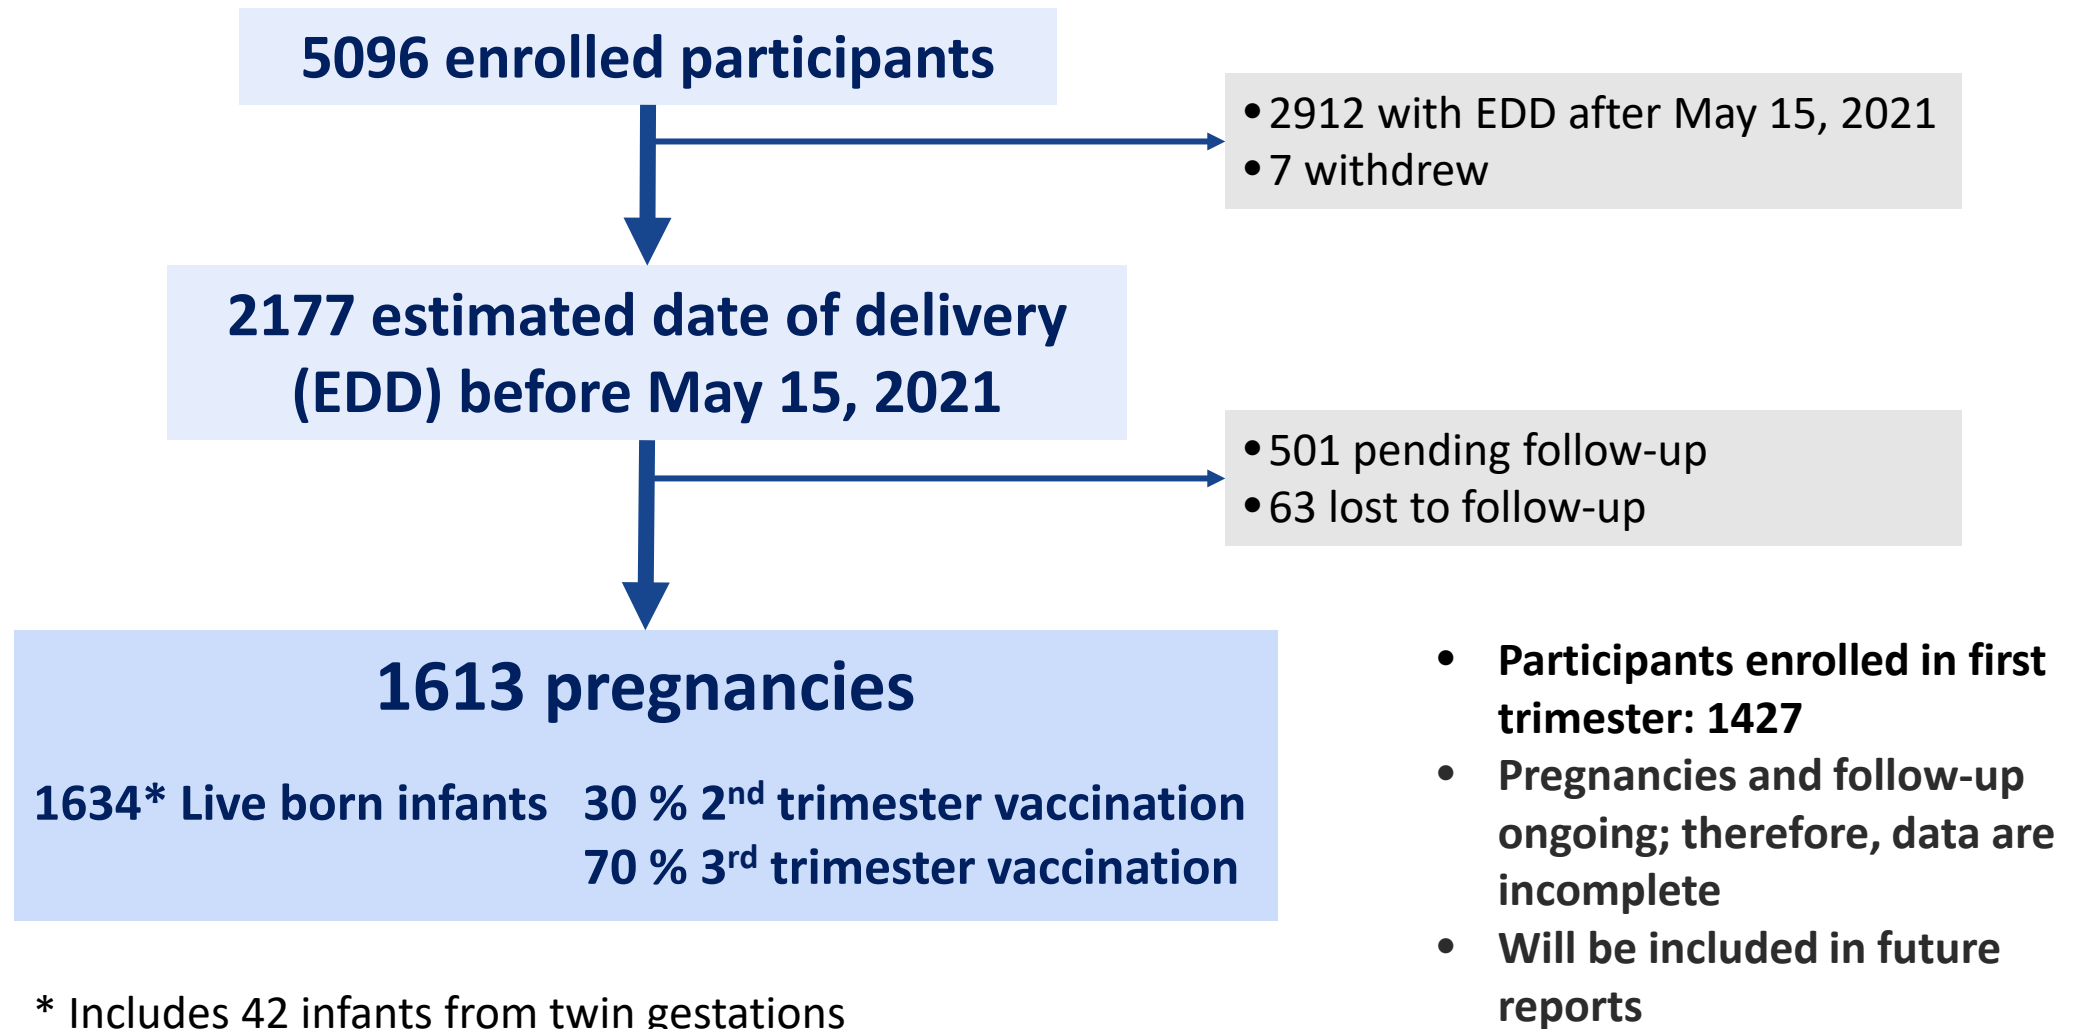 5096 enrolled participants
• 2912 with EDD after May 15, 2021
• 7 withdrew
2177 estimated date of delivery
(EDD) before May 15, 2021
• 501 pending follow-up
• 63 lost to follow-up
1613 pregnancies
1634* Live born infants 30 % 2nd trimester vaccination
70 % 3rd trimester vaccination
* Includes 42 infants from twin gestations
• Participants enrolled in first
trimester: 1427
• Pregnancies and follow-up
ongoing; therefore, data are
incomplete
• Will be included in future
reports